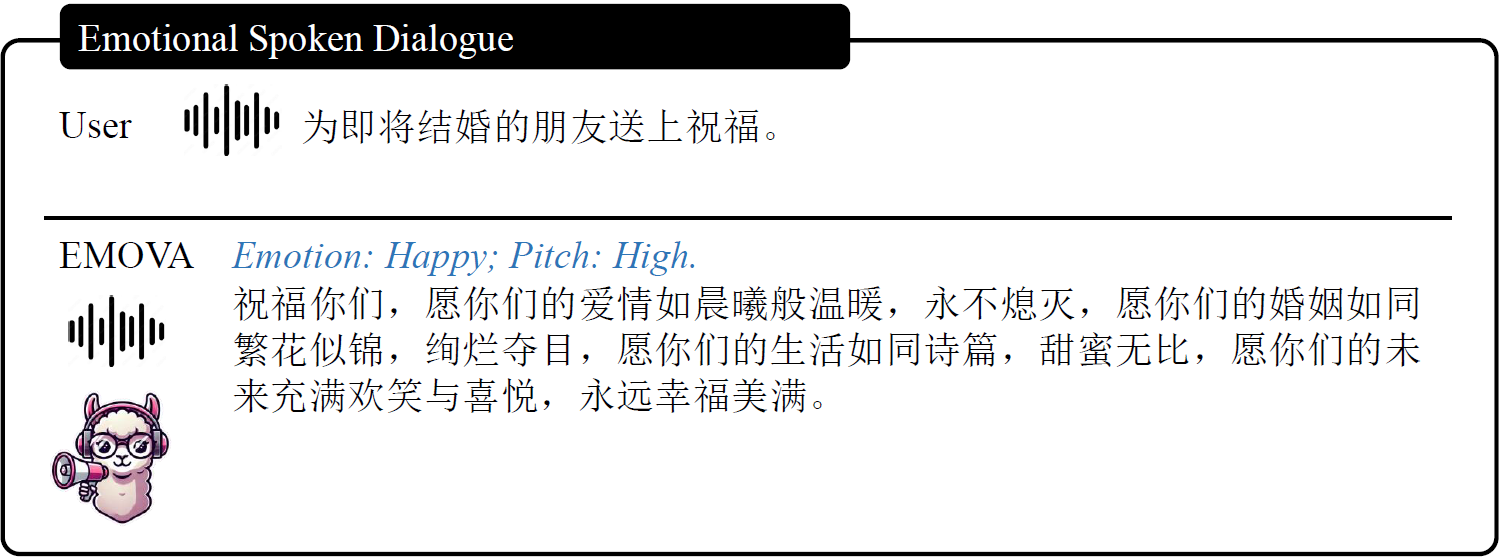 Emotional Spoken Dialogue
User 为即将结婚的朋友送上祝福。
EMOVA Emotion: Happy; Pitch: High.
祝福你们，愿你们的爱情如晨曦般温暖，永不熄灭，愿你们的婚姻如同
繁花似锦，绚烂夺目，愿你们的生活如同诗篇，甜蜜无比，愿你们的未
来充满欢笑与喜悦，永远幸福美满。